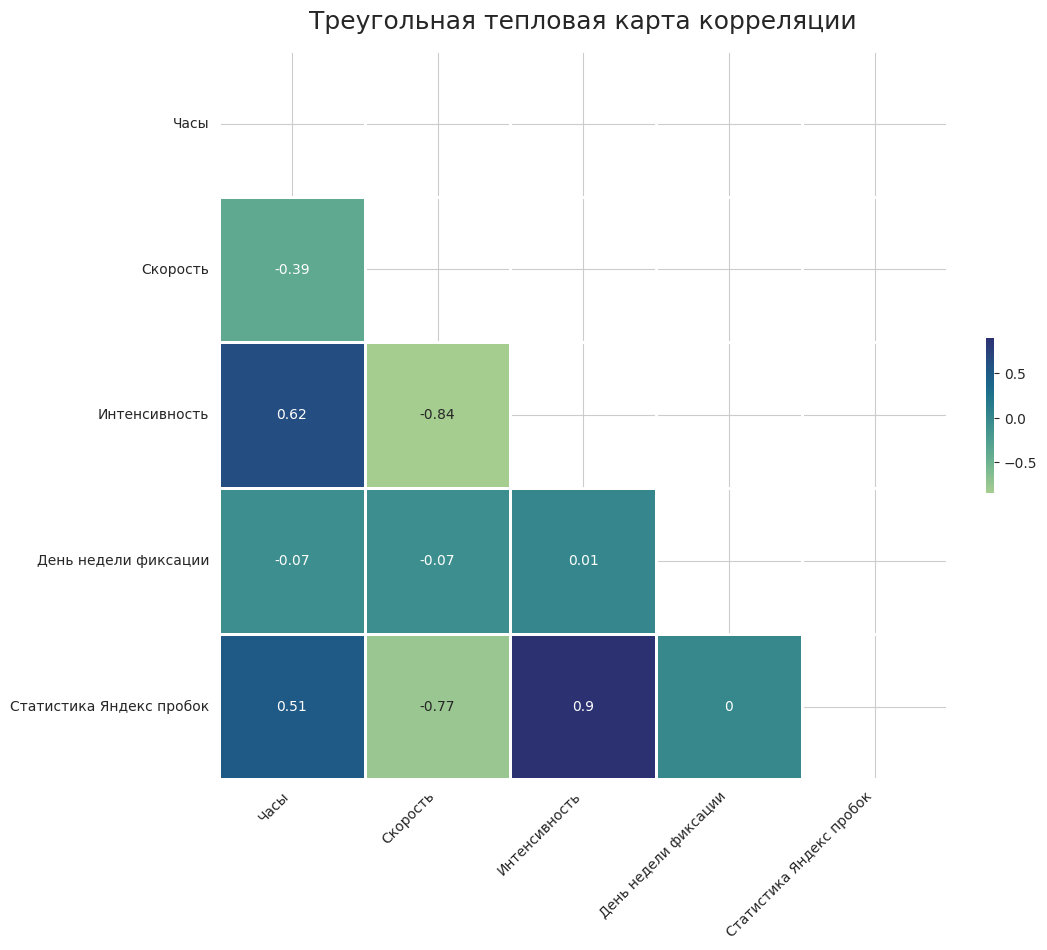 Треугольная тепловая карта корреляции
Часы
Скорость
-0.39
Интенсивность
0.62
-0.84
0.5
0.0
−0.5
День недели фиксации
-0.07
-0.07
0.01
Статистика Яндекс пробок
0.51
-0.77
0.9
0
Часы
Скорость
Интенсивность
День недели фиксации
Статистика Яндекс пробок